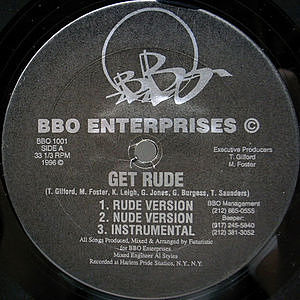 BBO
BBO ENTERPRISES ©
BBO 1001
SIDE A
33 1/3 RPM
1996 ©
Executive Producers
T. Gilford
M. Foster
GET RUDE
(T. Gilford, M. Foster, K. Leigh, G. Jones, G. Burgess, T. Saunders)
1. RUDE VERSION
2. NUDE VERSION
3. INSTRUMENTAL
BBO Management
(212) 865-0555
Beeper:
(917) 245-5840
(212) 381-3052
All Songs Produced, Mixed & Arranged by Futuristic
for BBO Enterprises.
Mixed Engineer Al Styles
Recorded at Harlem Pride Studios, N.Y., N.Y.